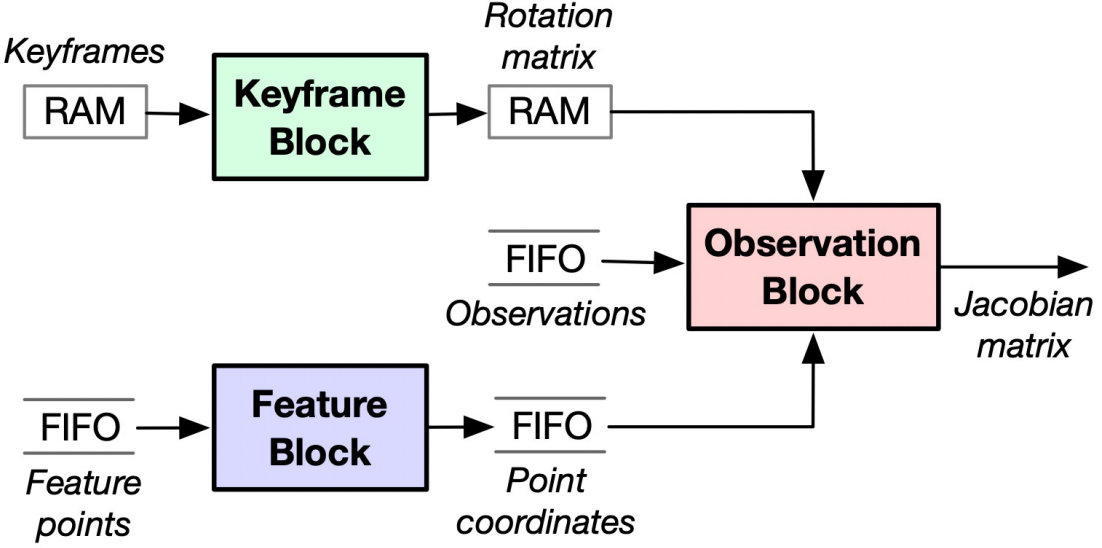 Keyframes
RAM
Keyframe
Block
Rotation
matrix
RAM
FIFO
Observations
Observation
Block
Jacobian
matrix
FIFO
Feature
points
Feature
Block
FIFO
Point
coordinates